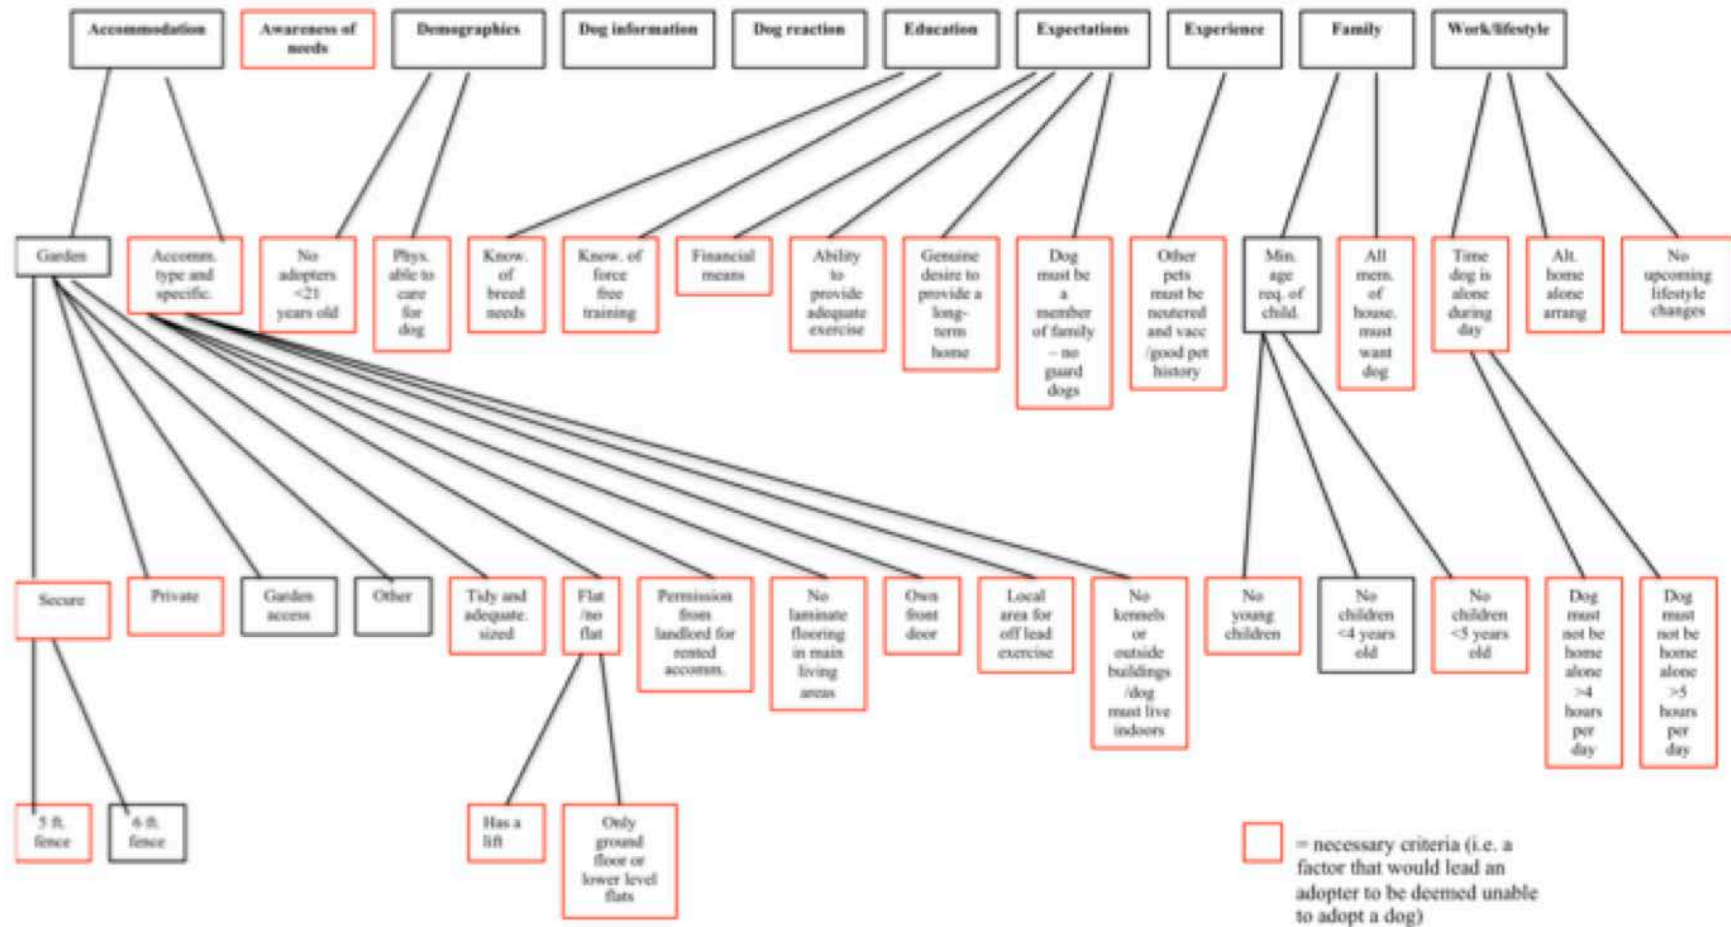 Accommodation
Awareness of
needs
Demographics
Dog information
Dog reaction
Education
Expectations
Experience
Family
Work/lifestyle
Garden
Accomm.
type and
specific.
No
adopters
<21
years old
Phys.
able to
care for
dog
Know.
of
breed
needs
Know. of
force
free
training
Financial
means
Ability
to
provide
adequate
exercise
Genuine
desire to
provide a
long-
term
home
Dog
must be
a
member
of family
– no
guard
dogs
Other
pets
must be
neutered
and vacc
/good pet
history
Min.
age
req. of
child.
All
mem.
of
house.
must
want
dog
Time
dog is
alone
during
day
Alt.
home
alone
arrang
No
upcoming
lifestyle
changes
Secure
Private
Garden
access
Other
Tidy and
adequate.
sized
Flat
/no
flat
Permission
from
landlord for
rented
accomm.
No
laminate
flooring
in main
living
areas
Own
front
door
Local
area for
off lead
exercise
No
kennels
or
outside
buildings
/dog
must live
indoors
No
young
children
No
children
<4 years
old
No
children
<5 years
old
Dog
must
not be
home
alone
>4
hours
per
day
Dog
must
not be
home
alone
>5
hours
per
day
5 ft.
fence
6 ft.
fence
Has a
lift
Only
ground
floor or
lower level
flats
= necessary criteria (i.e. a
factor that would lead an
adopter to be deemed unable
to adopt a dog)